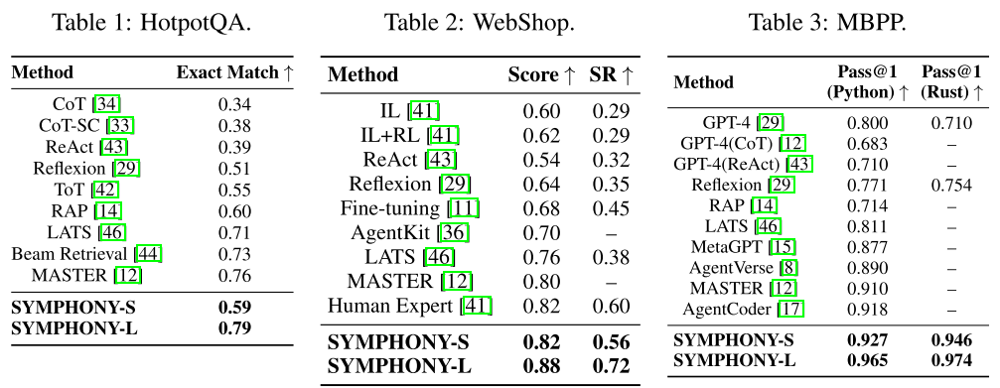 Table 1: HotpotQA.
Method Exact Match ↑
CoT [34] 0.34
CoT-SC [33] 0.38
ReAct [43] 0.39
Reflexion [29] 0.51
ToT [42] 0.55
RAP [14] 0.60
LATS [46] 0.71
Beam Retrieval [44] 0.73
MASTER [12] 0.76
SYMPHONY-S 0.59
SYMPHONY-L 0.79
Table 2: WebShop.
Method Score ↑ SR ↑
IL [41] 0.60 0.29
IL+RL [41] 0.62 0.29
ReAct [43] 0.54 0.32
Reflexion [29] 0.64 0.35
Fine-tuning [11] 0.68 0.45
AgentKit [36] 0.70 –
LATS [46] 0.76 0.38
MASTER [12] 0.80 –
Human Expert [41] 0.82 0.60
SYMPHONY-S 0.82 0.56
SYMPHONY-L 0.88 0.72
Table 3: MBPP.
Method Pass@1 Pass@1
(Python) ↑ (Rust) ↑
GPT-4 [29] 0.800 0.710
GPT-4(CoT) [12] 0.683 –
GPT-4(ReAct) [43] 0.710 –
Reflexion [29] 0.771 0.754
RAP [14] 0.714 –
LATS [46] 0.811 –
MetaGPT [15] 0.877 –
AgentVerse [8] 0.890 –
MASTER [12] 0.910 –
AgentCoder [17] 0.918 –
SYMPHONY-S 0.927 0.946
SYMPHONY-L 0.965 0.974